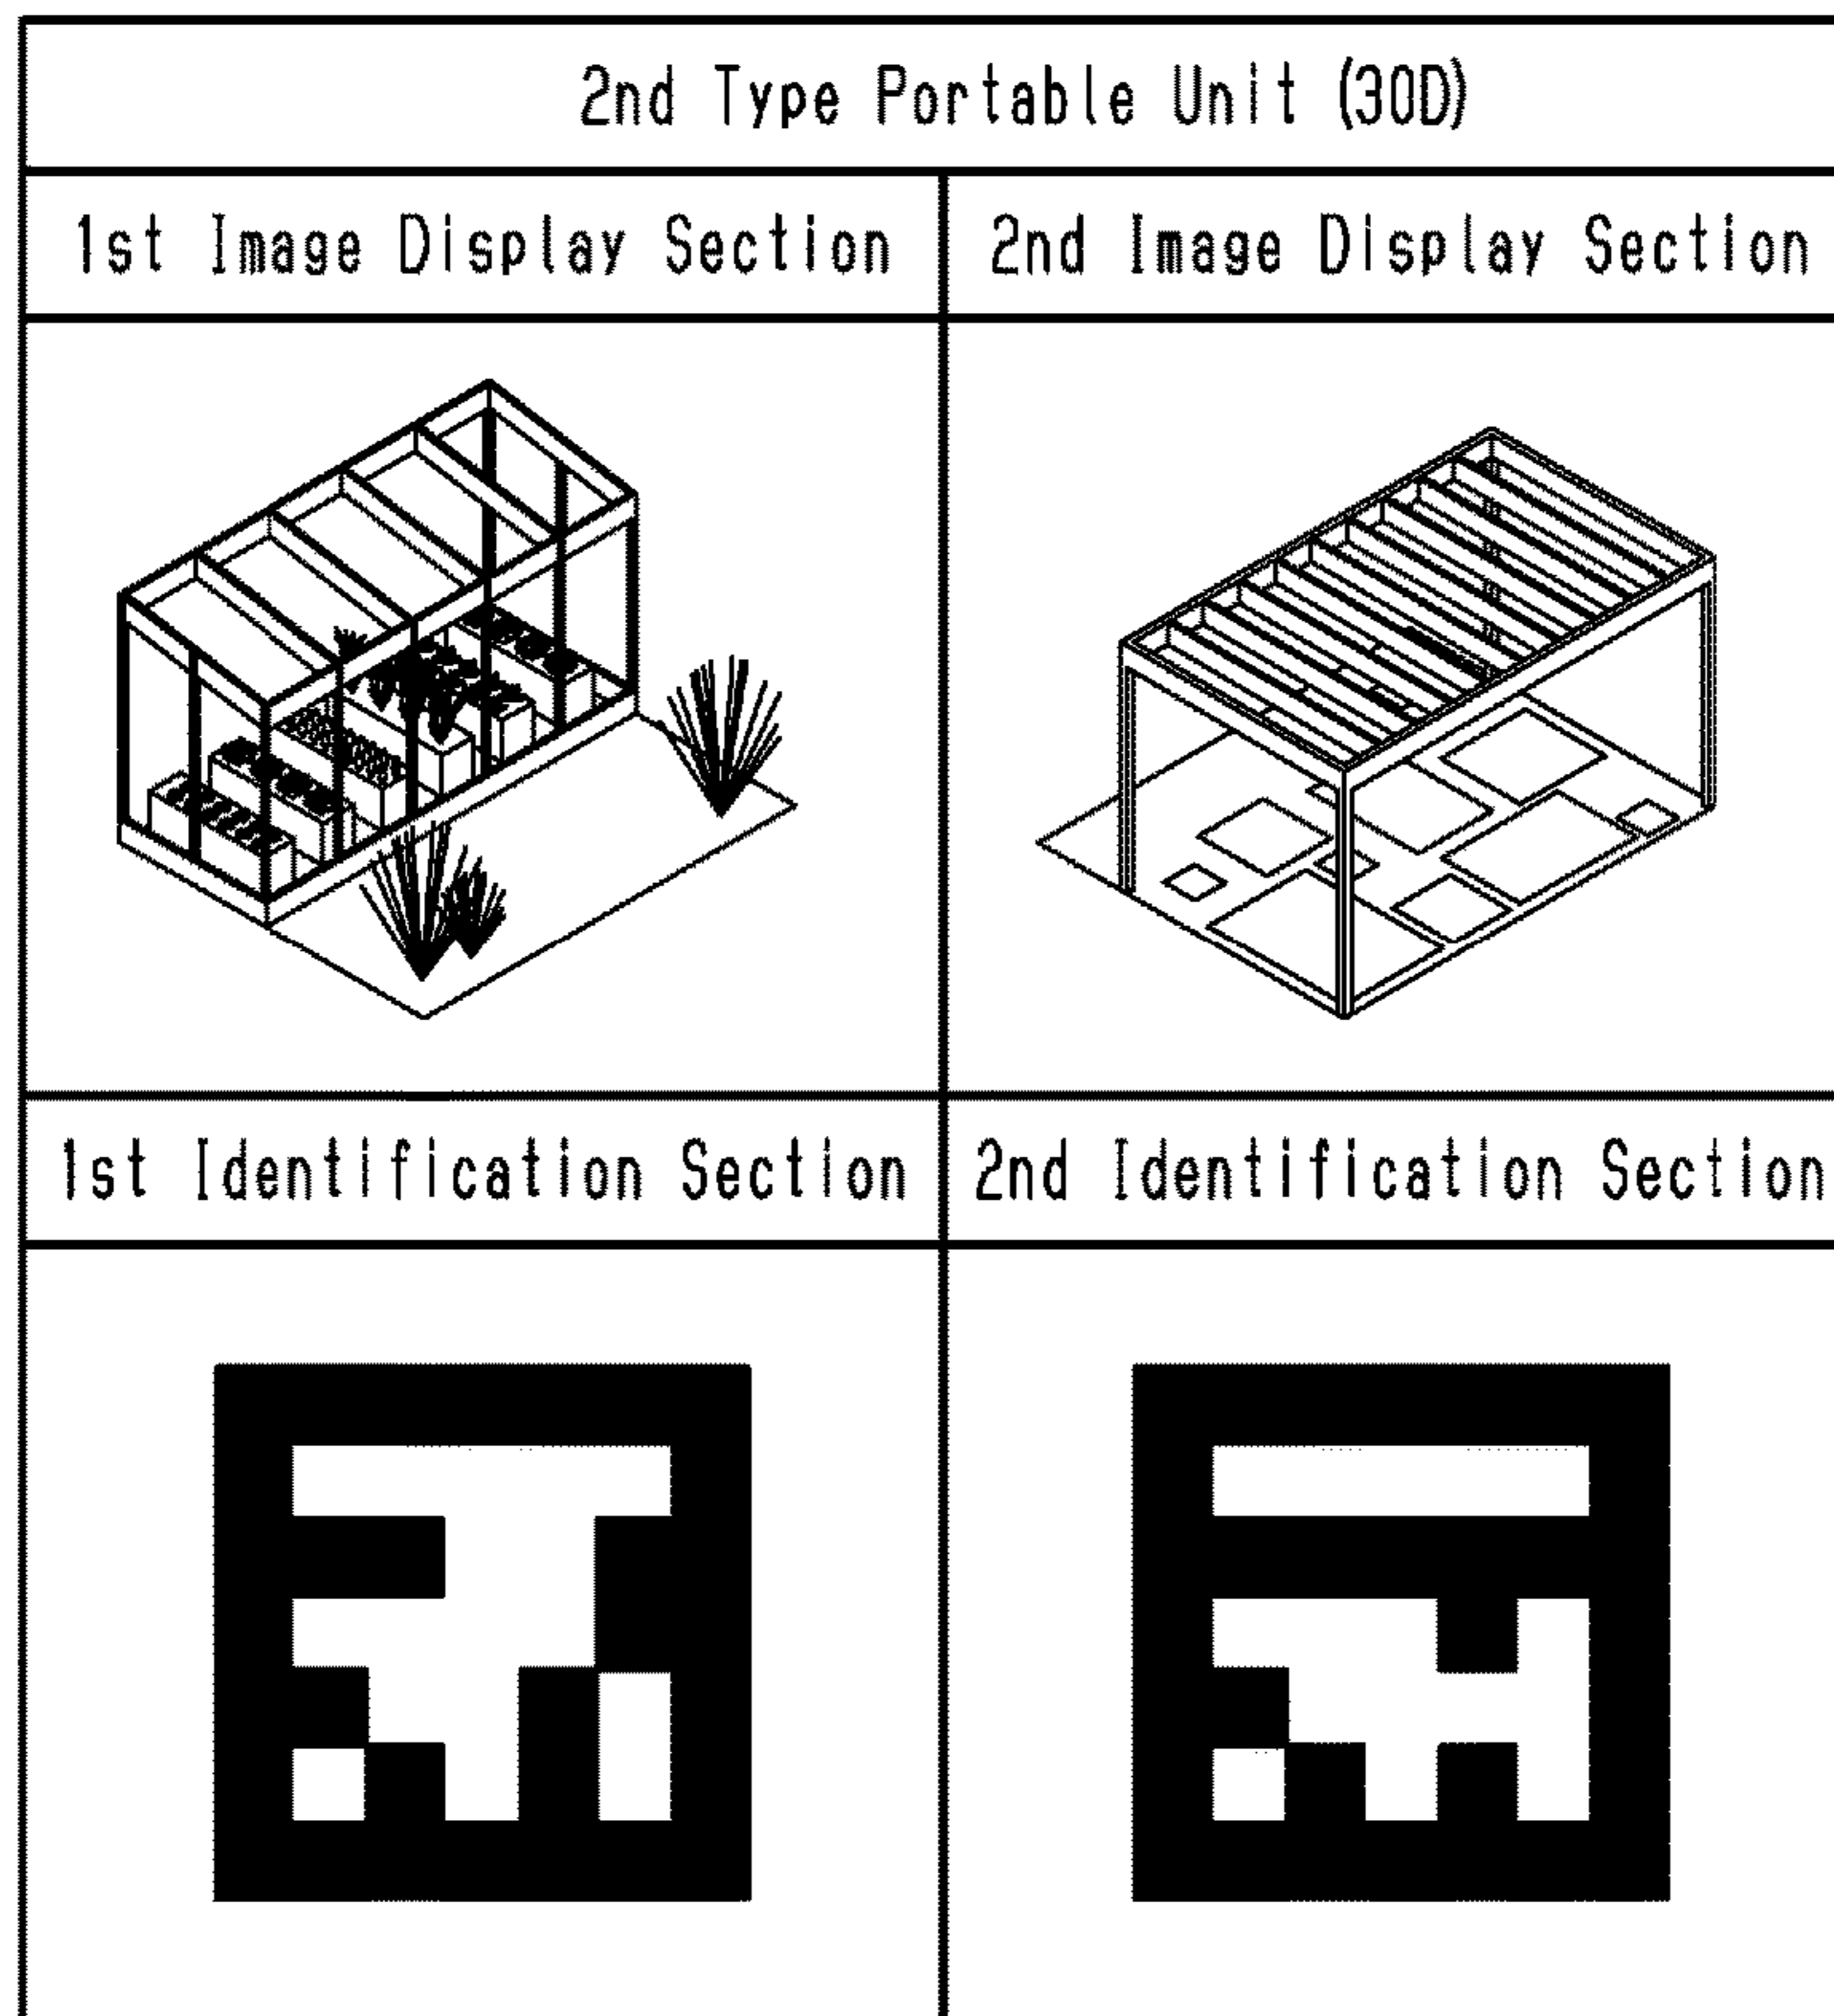 2nd Type Portable Unit (30D)
1st Image Display Section
2nd Image Display Section
1st Identification Section
2nd Identification Section